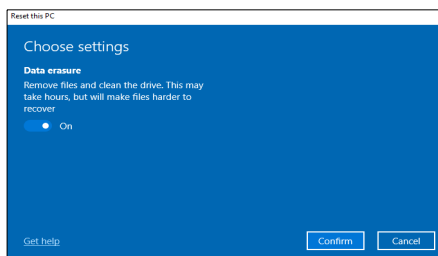 Reset this PC
Choose settings
Data erasure
Remove files and clean the drive. This may
take hours, but will make files harder to
recover
On
Get help
Confirm
Cancel